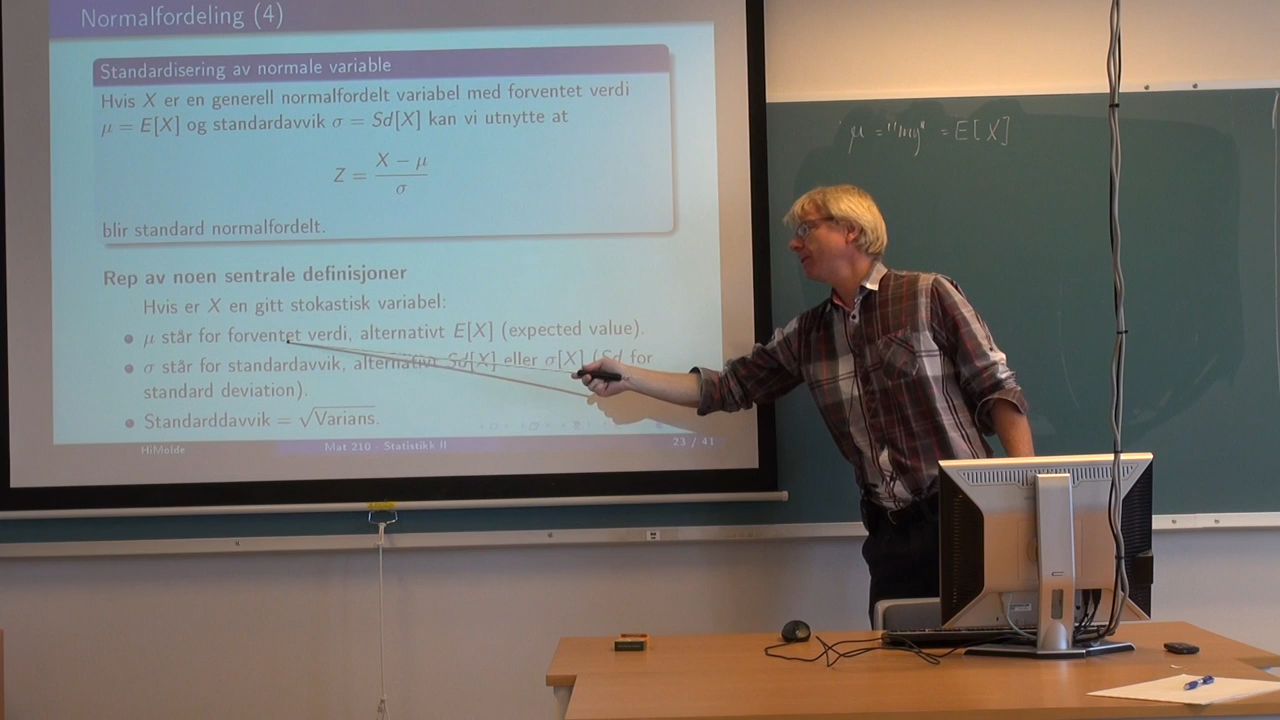 Normalfordeling (4)
Standardisering av normale variable
Hvis X er en generell normalfordelt variabel med forventet verdi
μ = E[X] og standardavvik σ = Sd[X] kan vi utnytte at
Z = (X − μ) / σ
blir standard normalfordelt.
Rep av noen sentrale definisjoner
Hvis er X en gitt stokastisk variabel:
• μ står for forventet verdi, alternativt E[X] (expected value).
• σ står for standardavvik, alternativt Sd[X] eller σ[X] (Sd for
standard deviation).
• Standarddavvik = √Varians.
HiMolde Mat 210 - Statistikk II 23 / 41
μ = "my" = E[X]